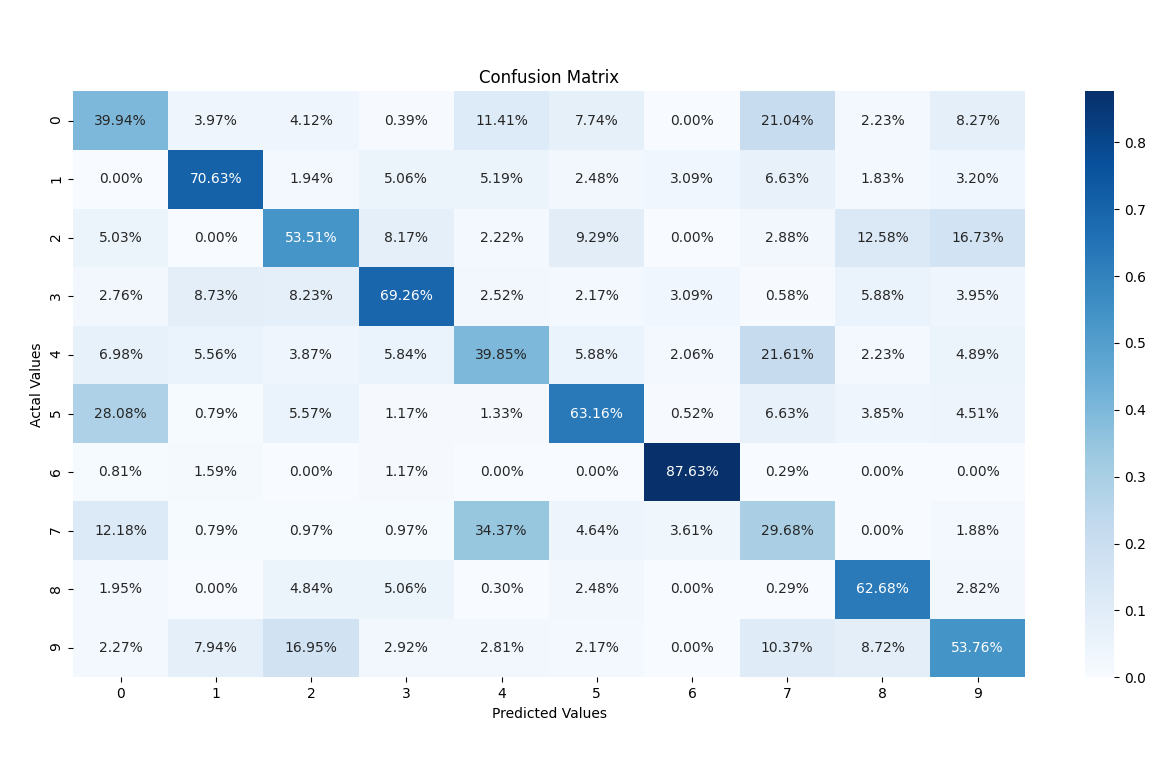 Confusion Matrix
0 39.94% 3.97% 4.12% 0.39% 11.41% 7.74% 0.00% 21.04% 2.23% 8.27%
1 0.00% 70.63% 1.94% 5.06% 5.19% 2.48% 3.09% 6.63% 1.83% 3.20%
2 5.03% 0.00% 53.51% 8.17% 2.22% 9.29% 0.00% 2.88% 12.58% 16.73%
3 2.76% 8.73% 8.23% 69.26% 2.52% 2.17% 3.09% 0.58% 5.88% 3.95%
4 6.98% 5.56% 3.87% 5.84% 39.85% 5.88% 2.06% 21.61% 2.23% 4.89%
5 28.08% 0.79% 5.57% 1.17% 1.33% 63.16% 0.52% 6.63% 3.85% 4.51%
6 0.81% 1.59% 0.00% 1.17% 0.00% 0.00% 87.63% 0.29% 0.00% 0.00%
7 12.18% 0.79% 0.97% 0.97% 34.37% 4.64% 3.61% 29.68% 0.00% 1.88%
8 1.95% 0.00% 4.84% 5.06% 0.30% 2.48% 0.00% 0.29% 62.68% 2.82%
9 2.27% 7.94% 16.95% 2.92% 2.81% 2.17% 0.00% 10.37% 8.72% 53.76%
0 1 2 3 4 5 6 7 8 9
Predicted Values
Actal Values
0.8
0.7
0.6
0.5
0.4
0.3
0.2
0.1
0.0